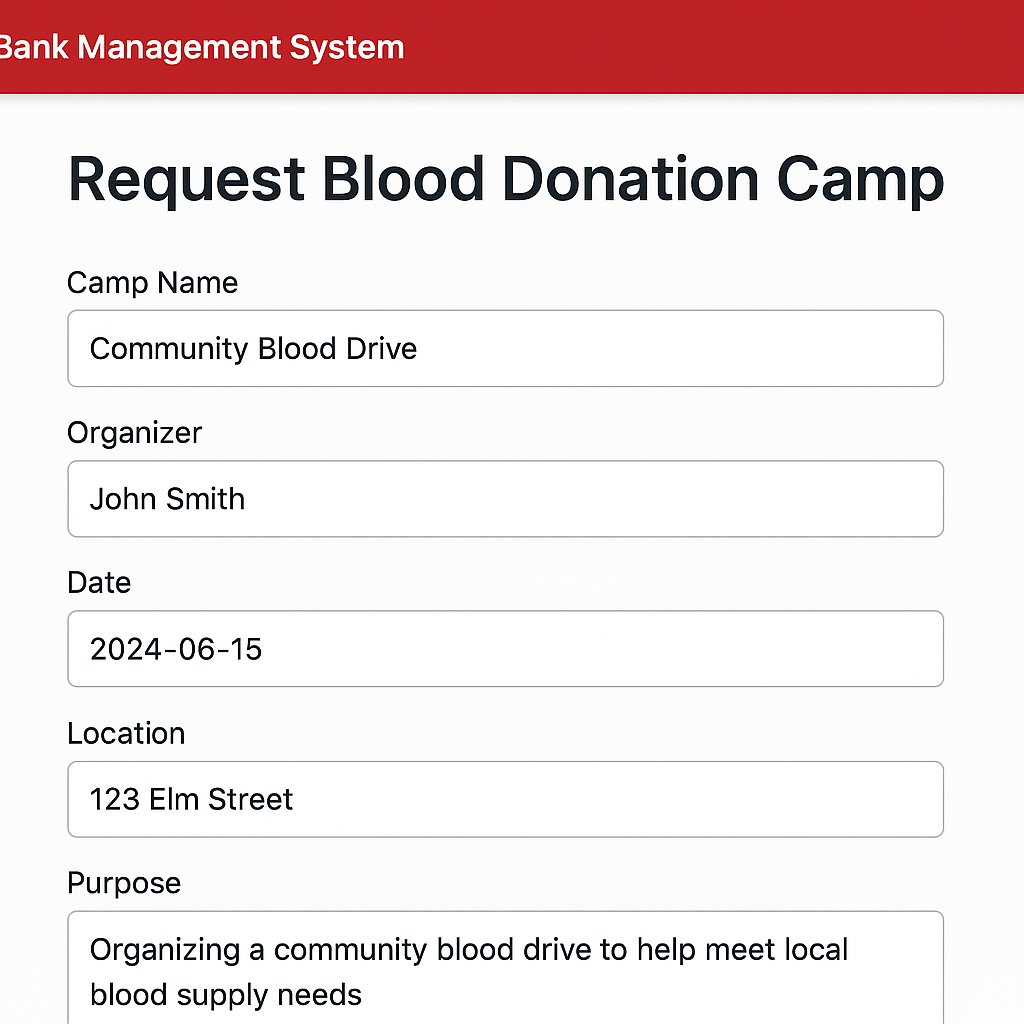 Bank Management System
Request Blood Donation Camp
Camp Name
Community Blood Drive
Organizer
John Smith
Date
2024-06-15
Location
123 Elm Street
Purpose
Organizing a community blood drive to help meet local
blood supply needs